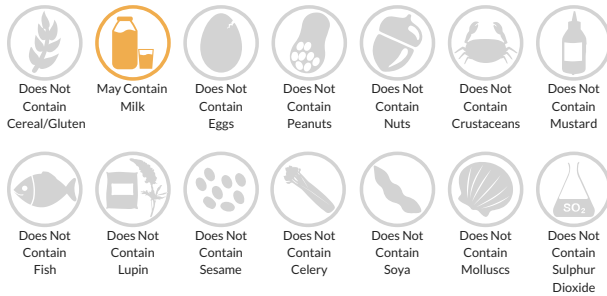 Does Not
Contain
Cereal/Gluten
May Contain
Milk
Does Not
Contain
Eggs
Does Not
Contain
Peanuts
Does Not
Contain
Nuts
Does Not
Contain
Crustaceans
Does Not
Contain
Mustard
Does Not
Contain
Fish
Does Not
Contain
Lupin
Does Not
Contain
Sesame
Does Not
Contain
Celery
Does Not
Contain
Soya
Does Not
Contain
Molluscs
SO₂
Does Not
Contain
Sulphur
Dioxide